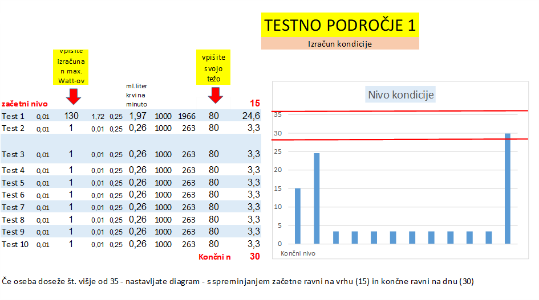 TESTNO PODROČJE 1
Izračun kondicije
vpišite
Izračuna
n max.
Watt-ov
mL liter
krvi na
minuto
vpišite
svojo
težo
začetni nivo 15
Test 1 0,01 130 1,72 0,25 1,97 1000 1966 80 24,6
Test 2 0,01 1 0,01 0,25 0,26 1000 263 80 3,3
Test 3 0,01 1 0,01 0,25 0,26 1000 263 80 3,3
Test 4 0,01 1 0,01 0,25 0,26 1000 263 80 3,3
Test 5 0,01 1 0,01 0,25 0,26 1000 263 80 3,3
Test 6 0,01 1 0,01 0,25 0,26 1000 263 80 3,3
Test 7 0,01 1 0,01 0,25 0,26 1000 263 80 3,3
Test 8 0,01 1 0,01 0,25 0,26 1000 263 80 3,3
Test 9 0,01 1 0,01 0,25 0,26 1000 263 80 3,3
Test 10 0,01 1 0,01 0,25 0,26 1000 263 80 3,3
Končni n 30
Nivo kondicije
35
30
25
20
15
10
5
0
Končni nivo
Če oseba doseže št. višje od 35 - nastavljate diagram - s spreminjanjem začetne ravni na vrhu (15) in končne ravni na dnu (30)